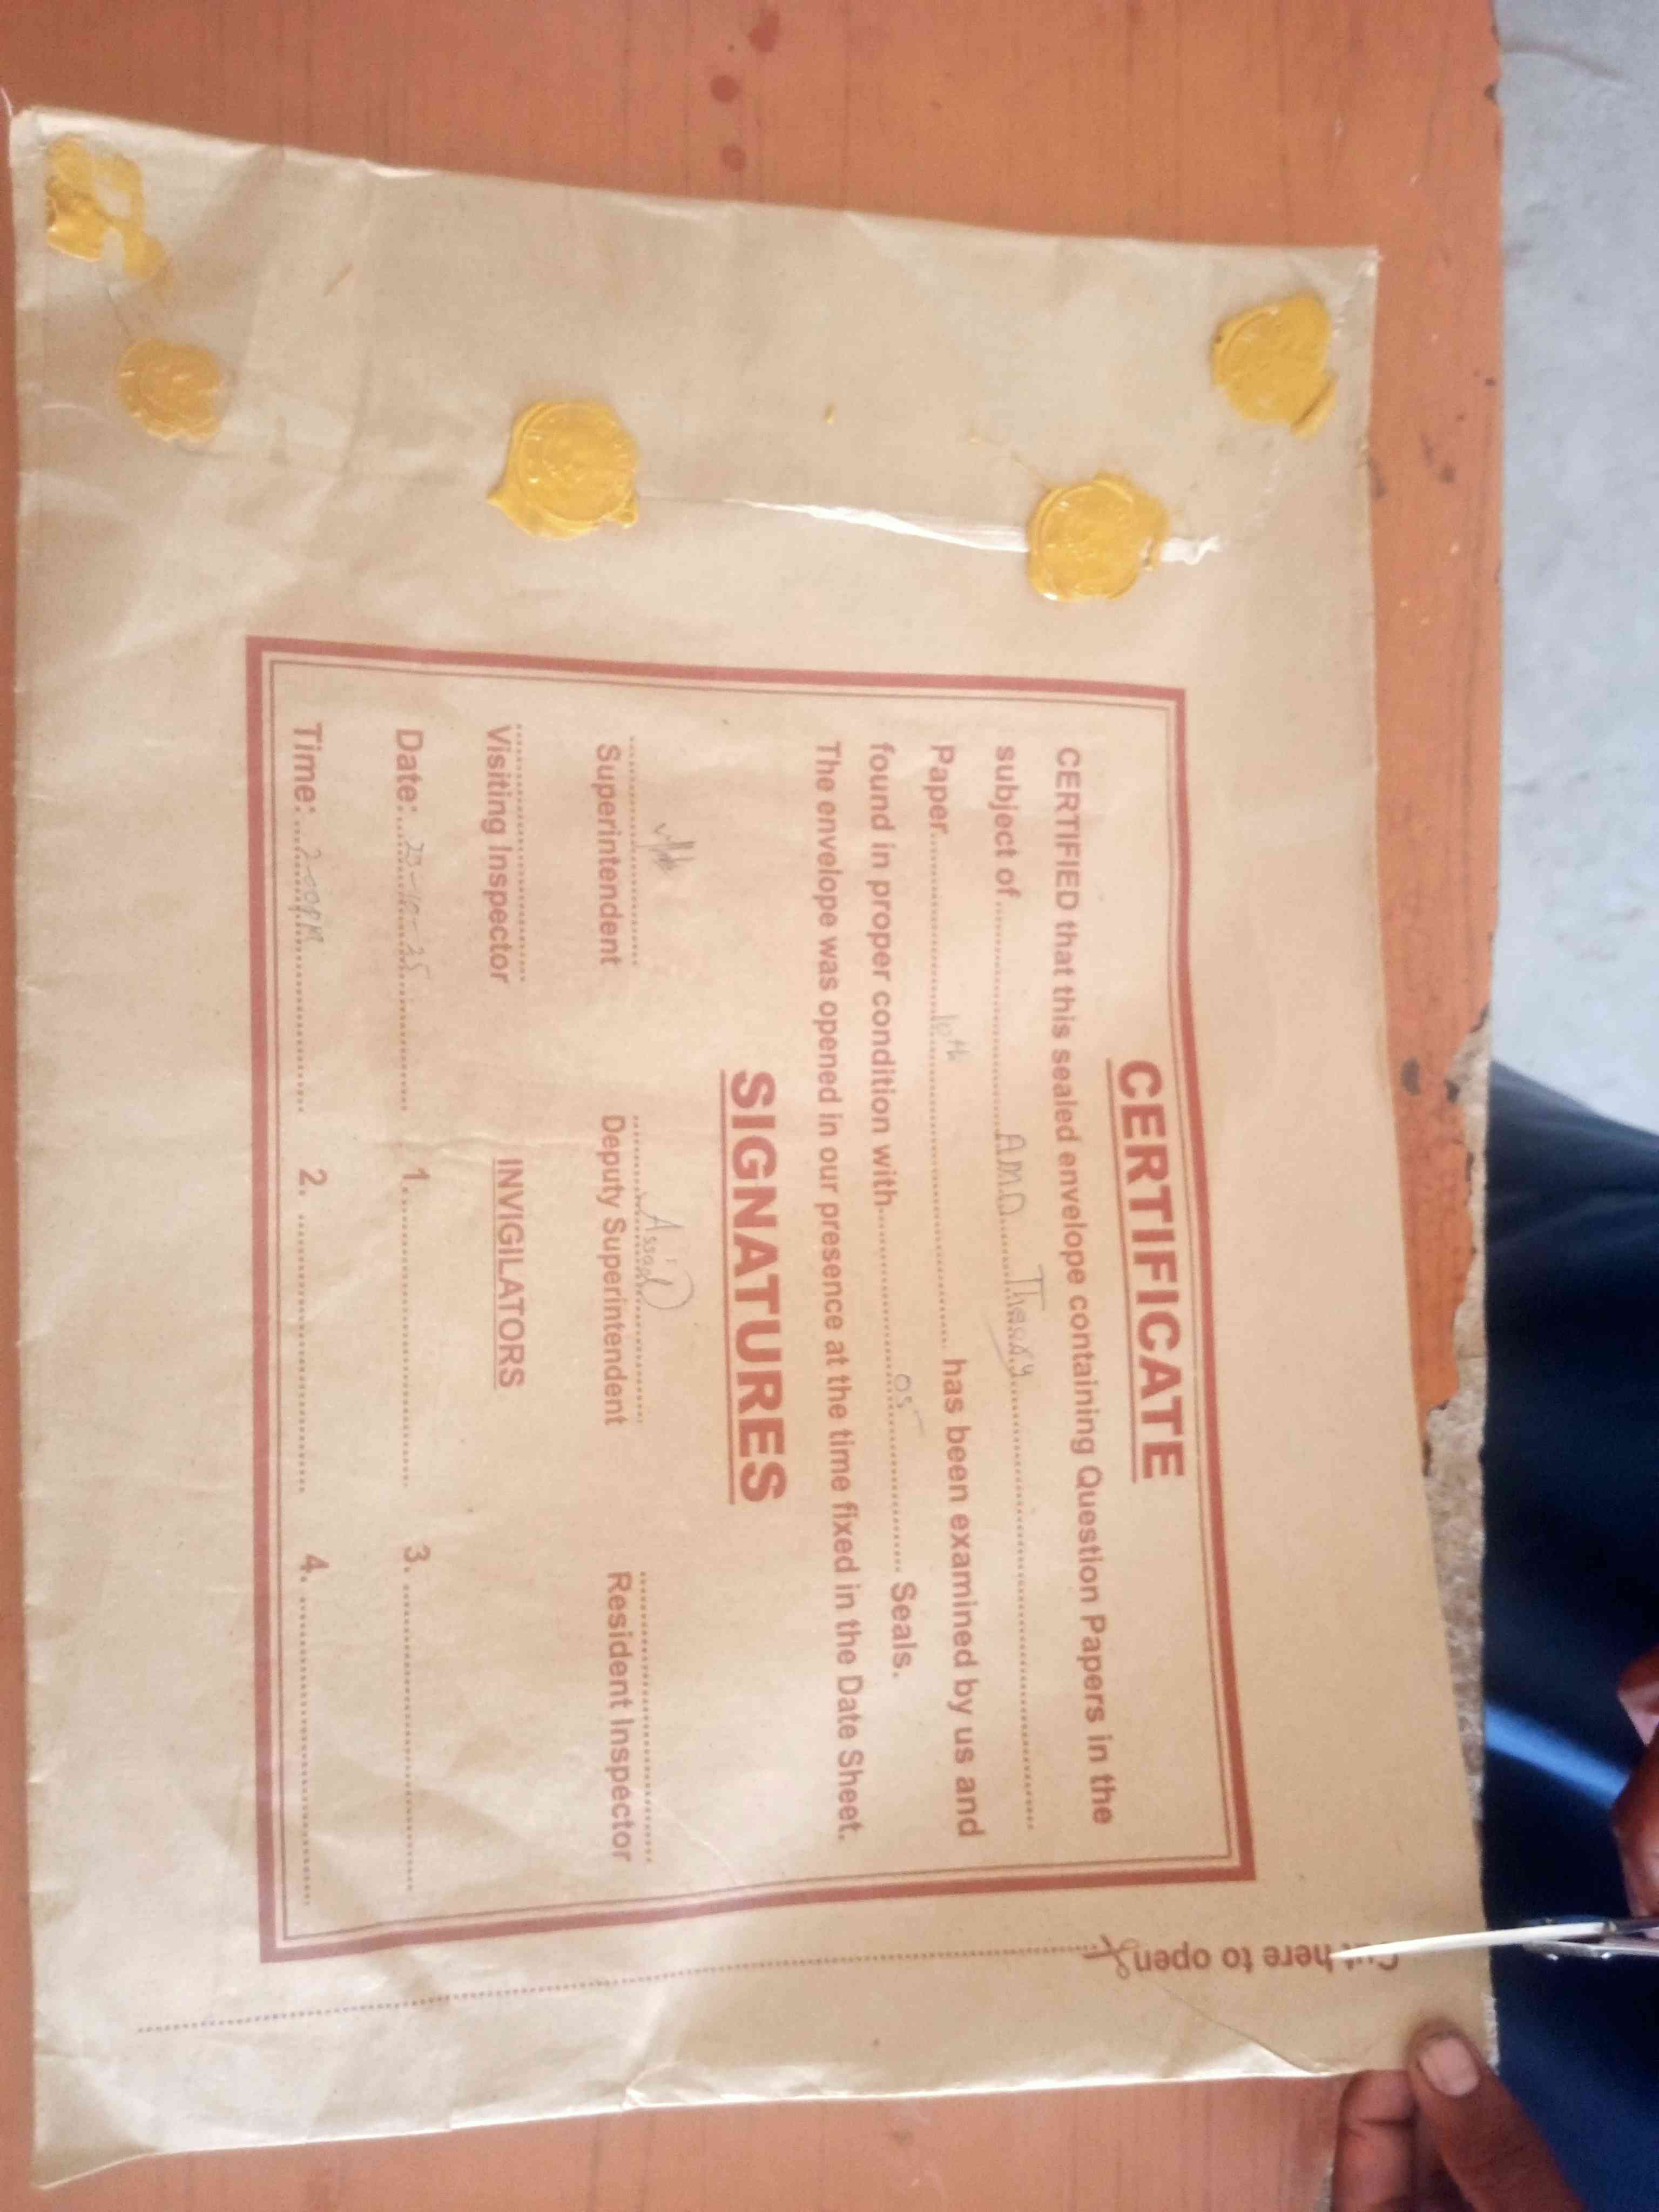 CERTIFICATE
CERTIFIED that this sealed envelope containing Question Papers in the
subject of.......... A.M.D Theory ..........
Paper.......... 10th .......... has been examined by us and
found in proper condition with.......... 05 .......... Seals.
The envelope was opened in our presence at the time fixed in the Date Sheet.
SIGNATURES
Assad
Superintendent Deputy Superintendent Resident Inspector
Visiting Inspector INVIGILATORS
Date: 1. 3.
Time: 2-00PM 2. 4.
Cut here to open